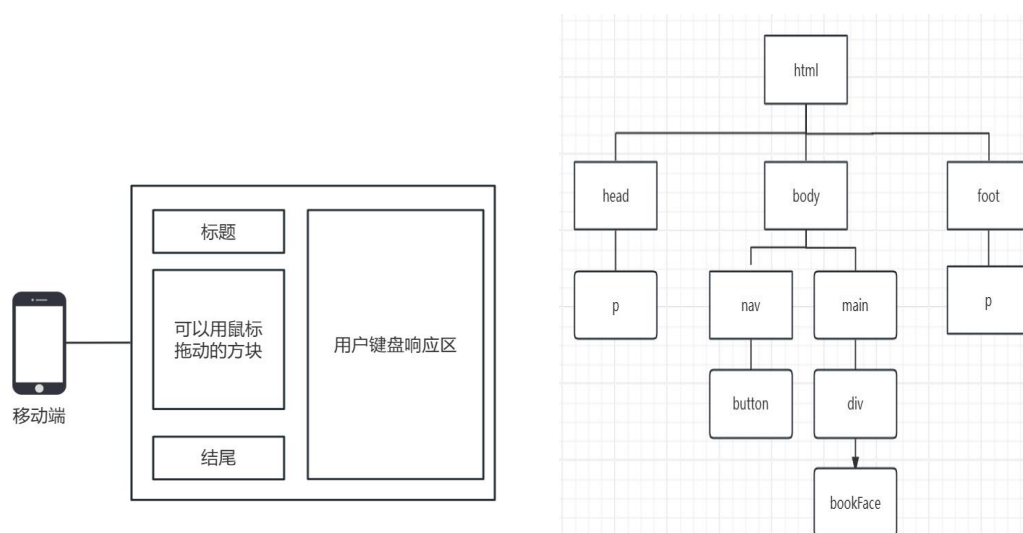 标题
可以用鼠标
拖动的方块
结尾
用户键盘响应区
移动端
html
head
body
foot
p
nav
main
p
button
div
bookFace